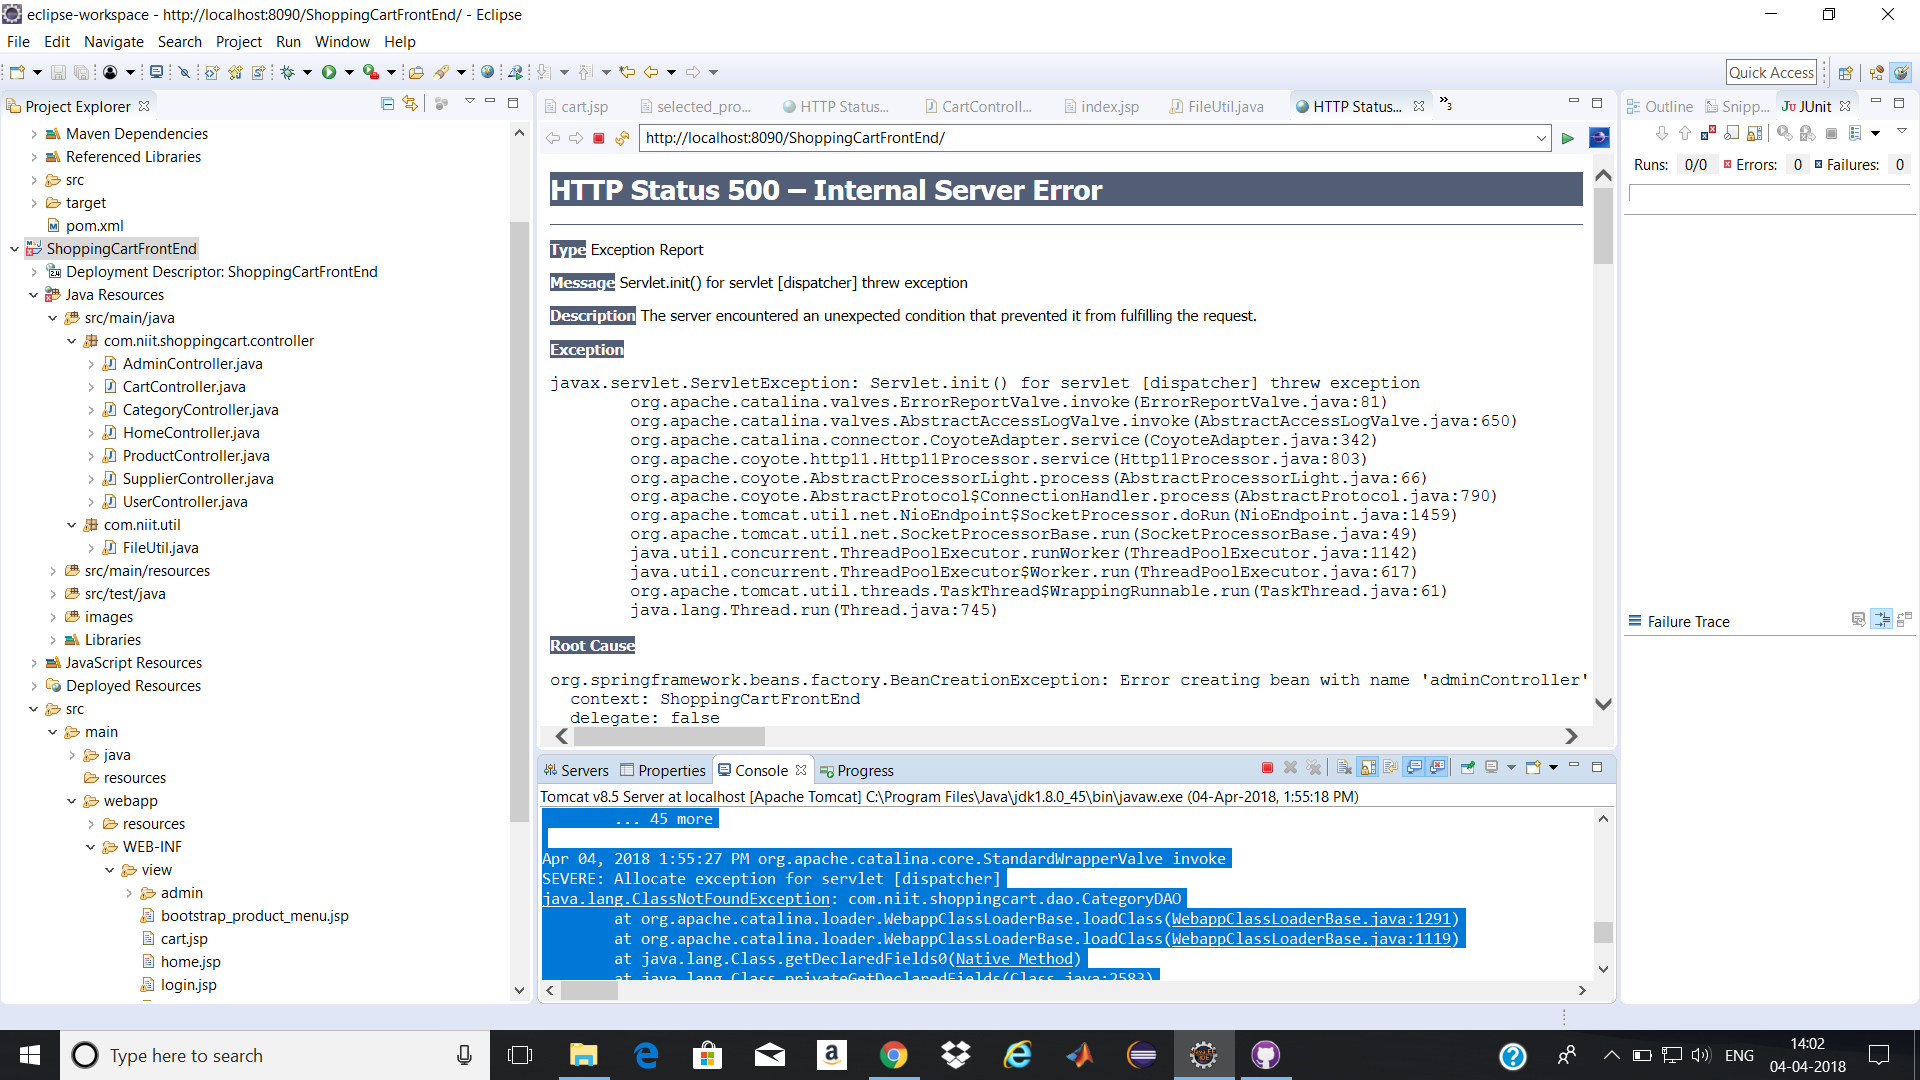 eclipse-workspace - http://localhost:8090/ShoppingCartFrontEnd/ - Eclipse
File Edit Navigate Search Project Run Window Help
Quick Access
Project Explorer
Maven Dependencies
Referenced Libraries
src
target
pom.xml
ShoppingCartFrontEnd
Deployment Descriptor: ShoppingCartFrontEnd
Java Resources
src/main/java
com.niit.shoppingcart.controller
AdminController.java
CartController.java
CategoryController.java
HomeController.java
ProductController.java
SupplierController.java
UserController.java
com.niit.util
FileUtil.java
src/main/resources
src/test/java
images
Libraries
JavaScript Resources
Deployed Resources
src
main
java
resources
webapp
resources
WEB-INF
view
admin
bootstrap_product_menu.jsp
cart.jsp
home.jsp
login.jsp
cart.jsp selected_pro... HTTP Status... CartControll... index.jsp FileUtil.java HTTP Status... »3
http://localhost:8090/ShoppingCartFrontEnd/
HTTP Status 500 – Internal Server Error
Type Exception Report
Message Servlet.init() for servlet [dispatcher] threw exception
Description The server encountered an unexpected condition that prevented it from fulfilling the request.
Exception
javax.servlet.ServletException: Servlet.init() for servlet [dispatcher] threw exception
org.apache.catalina.valves.ErrorReportValve.invoke(ErrorReportValve.java:81)
org.apache.catalina.valves.AbstractAccessLogValve.invoke(AbstractAccessLogValve.java:650)
org.apache.catalina.connector.CoyoteAdapter.service(CoyoteAdapter.java:342)
org.apache.coyote.http11.Http11Processor.service(Http11Processor.java:803)
org.apache.coyote.AbstractProcessorLight.process(AbstractProcessorLight.java:66)
org.apache.coyote.AbstractProtocol$ConnectionHandler.process(AbstractProtocol.java:790)
org.apache.tomcat.util.net.NioEndpoint$SocketProcessor.doRun(NioEndpoint.java:1459)
org.apache.tomcat.util.net.SocketProcessorBase.run(SocketProcessorBase.java:49)
java.util.concurrent.ThreadPoolExecutor.runWorker(ThreadPoolExecutor.java:1142)
java.util.concurrent.ThreadPoolExecutor$Worker.run(ThreadPoolExecutor.java:617)
org.apache.tomcat.util.threads.TaskThread$WrappingRunnable.run(TaskThread.java:61)
java.lang.Thread.run(Thread.java:745)
Root Cause
org.springframework.beans.factory.BeanCreationException: Error creating bean with name 'adminController'
context: ShoppingCartFrontEnd
delegate: false
Servers Properties Console Progress
Tomcat v8.5 Server at localhost [Apache Tomcat] C:\Program Files\Java\jdk1.8.0_45\bin\javaw.exe (04-Apr-2018, 1:55:18 PM)
... 45 more
Apr 04, 2018 1:55:27 PM org.apache.catalina.core.StandardWrapperValve invoke
SEVERE: Allocate exception for servlet [dispatcher]
java.lang.ClassNotFoundException: com.niit.shoppingcart.dao.CategoryDAO
at org.apache.catalina.loader.WebappClassLoaderBase.loadClass(WebappClassLoaderBase.java:1291)
at org.apache.catalina.loader.WebappClassLoaderBase.loadClass(WebappClassLoaderBase.java:1119)
at java.lang.Class.getDeclaredFields0(Native Method)
at java.lang.Class.privateGetDeclaredFields(Class.java:2583)
Outline Snipp... JUnit
Runs: 0/0 Errors: 0 Failures: 0
Failure Trace
Type here to search
ENG
14:02
04-04-2018